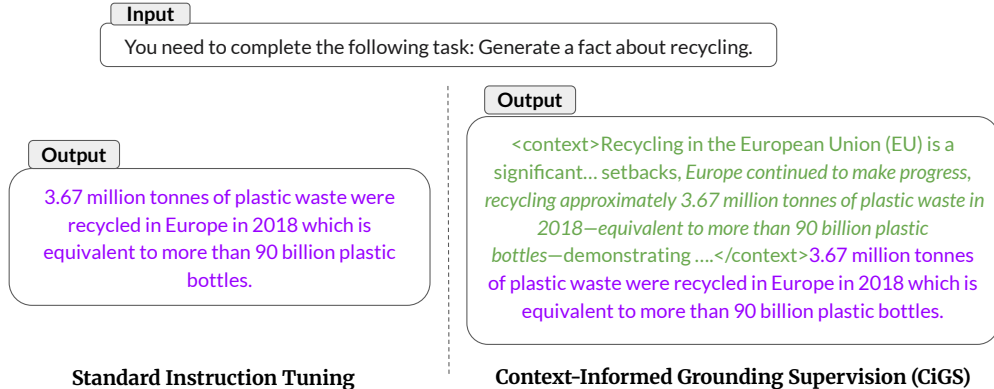 Input
You need to complete the following task: Generate a fact about recycling.
Output
3.67 million tonnes of plastic waste were
recycled in Europe in 2018 which is
equivalent to more than 90 billion plastic
bottles.
Standard Instruction Tuning
Output
<context>Recycling in the European Union (EU) is a
significant... setbacks, Europe continued to make progress,
recycling approximately 3.67 million tonnes of plastic waste in
2018—equivalent to more than 90 billion plastic
bottles—demonstrating ....</context>3.67 million tonnes
of plastic waste were recycled in Europe in 2018 which is
equivalent to more than 90 billion plastic bottles.
Context-Informed Grounding Supervision (CiGS)